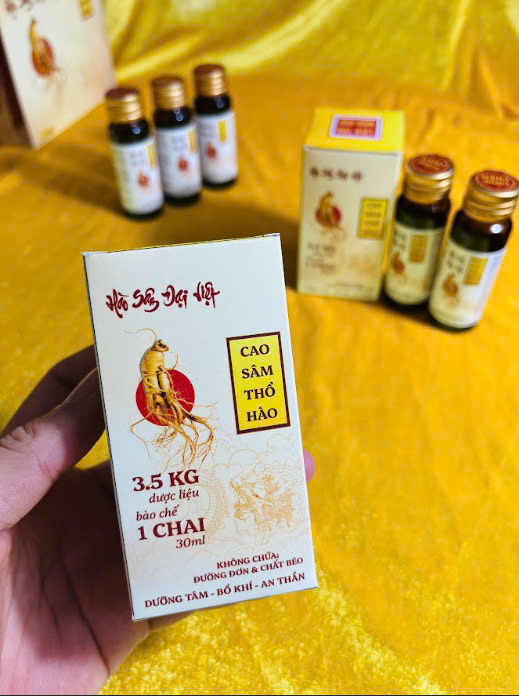 Hào Sâm Đại Việt
CAO
SÂM
THỔ
HÀO
3.5 KG
dược liệu
bào chế
1 CHAI
30ml
KHÔNG CHỨA:
ĐƯỜNG ĐƠN & CHẤT BÉO
DƯỠNG TÂM - BỔ KHÍ - AN THẦN